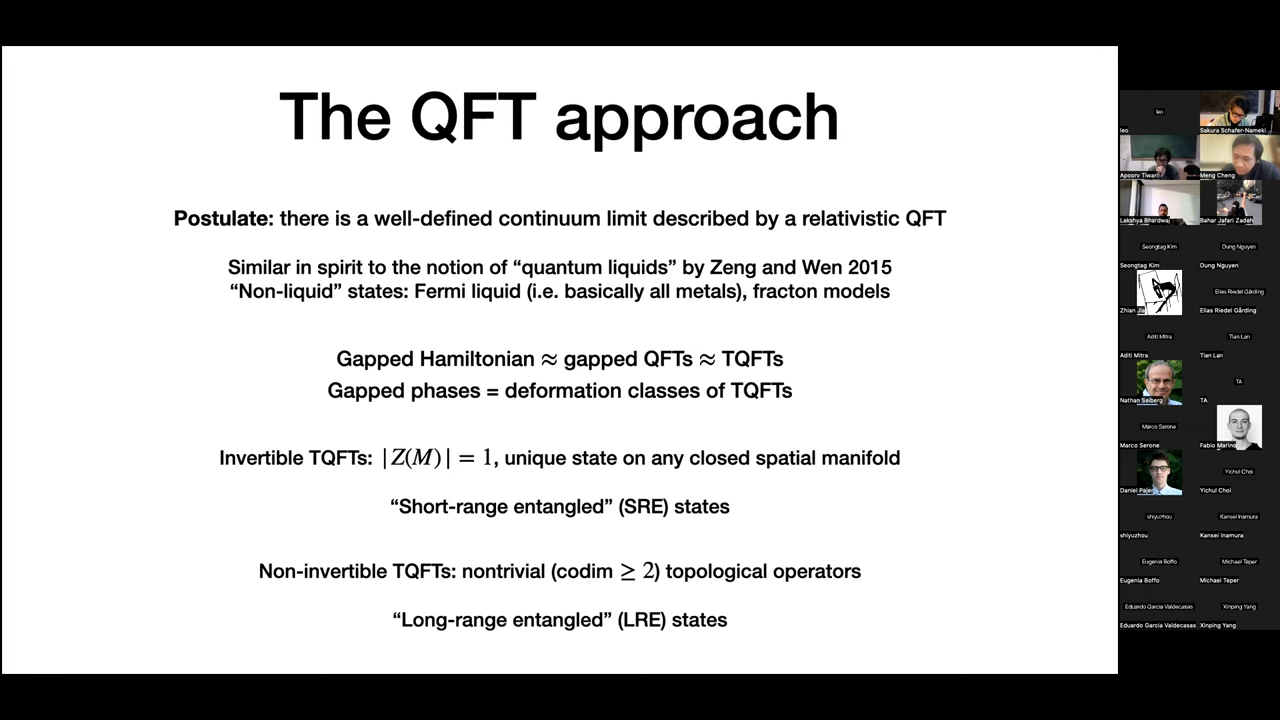 The QFT approach
Postulate: there is a well-defined continuum limit described by a relativistic QFT
Similar in spirit to the notion of “quantum liquids” by Zeng and Wen 2015
“Non-liquid” states: Fermi liquid (i.e. basically all metals), fracton models
Gapped Hamiltonian ≈ gapped QFTs ≈ TQFTs
Gapped phases = deformation classes of TQFTs
Invertible TQFTs: |Z(M)| = 1, unique state on any closed spatial manifold
“Short-range entangled” (SRE) states
Non-invertible TQFTs: nontrivial (codim ≥ 2) topological operators
“Long-range entangled” (LRE) states
leo
leo
Sakura Schafer-Nameki
Apoorv Tiwari
Meng Cheng
Lakshya Bhardwaj
Bahar Jafari Zadeh
Seongtag Kim
Dung Nguyen
Seongtag Kim
Dung Nguyen
Elias Riedel Gårding
Zhian Jia
Elias Riedel Gårding
Aditi Mitra
Tian Lan
Aditi Mitra
Tian Lan
TA
Nathan Seiberg
TA
Marco Serone
Marco Serone
Fabio Marino
Yichul Choi
Daniel Pajer
Yichul Choi
shiyuzhou
Kansei Inamura
shiyuzhou
Kansei Inamura
Eugenia Boffo
Michael Teper
Eugenia Boffo
Michael Teper
Eduardo Garcia Valdecasas
Xinping Yang
Eduardo Garcia Valdecasas
Xinping Yang